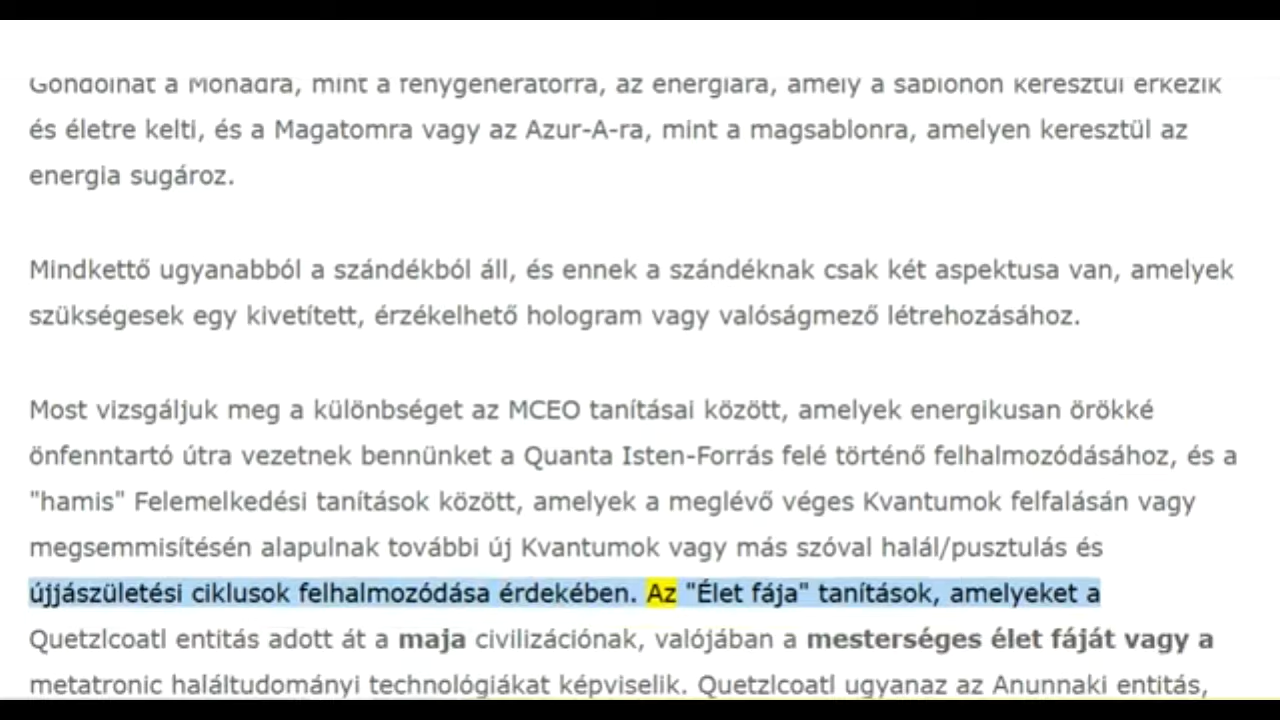 Gondolhat a Monádra, mint a fénygenerátorra, az energiára, amely a sablonon keresztül érkezik
és életre kelti, és a Magatomra vagy az Azur-A-ra, mint a magsablonra, amelyen keresztül az
energia sugároz.
Mindkettő ugyanabból a szándékból áll, és ennek a szándéknak csak két aspektusa van, amelyek
szükségesek egy kivetített, érzékelhető hologram vagy valóságmező létrehozásához.
Most vizsgáljuk meg a különbséget az MCEO tanításai között, amelyek energikusan örökké
önfenntartó útra vezetnek bennünket a Quanta Isten-Forrás felé történő felhalmozódásához, és a
"hamis" Felemelkedési tanítások között, amelyek a meglévő véges Kvantumok felfalásán vagy
megsemmisítésén alapulnak további új Kvantumok vagy más szóval halál/pusztulás és
újjászületési ciklusok felhalmozódása érdekében. Az "Élet fája" tanítások, amelyeket a
Quetzlcoatl entitás adott át a maja civilizációnak, valójában a mesterséges élet fáját vagy a
metatronic haláltudományi technológiákat képviselik. Quetzlcoatl ugyanaz az Anunnaki entitás,